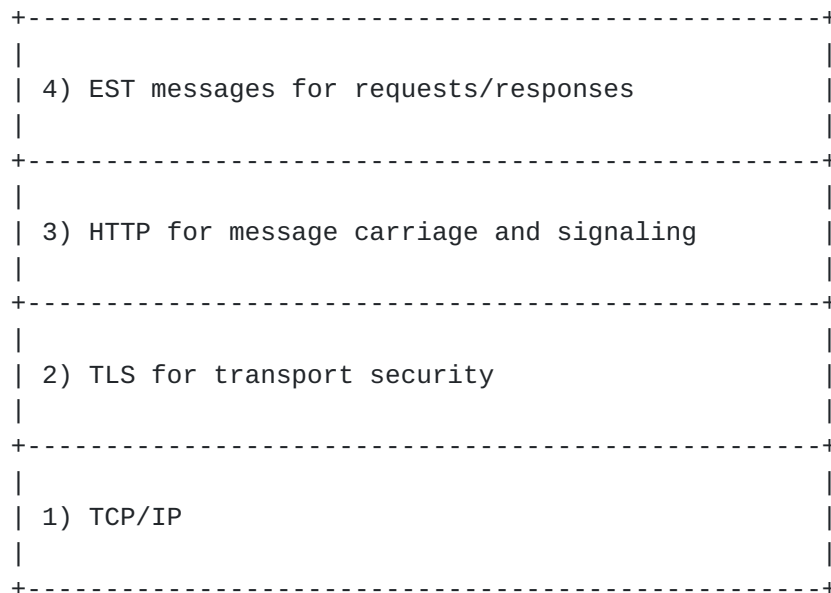 4) EST messages for requests/responses
3) HTTP for message carriage and signaling
2) TLS for transport security
1) TCP/IP